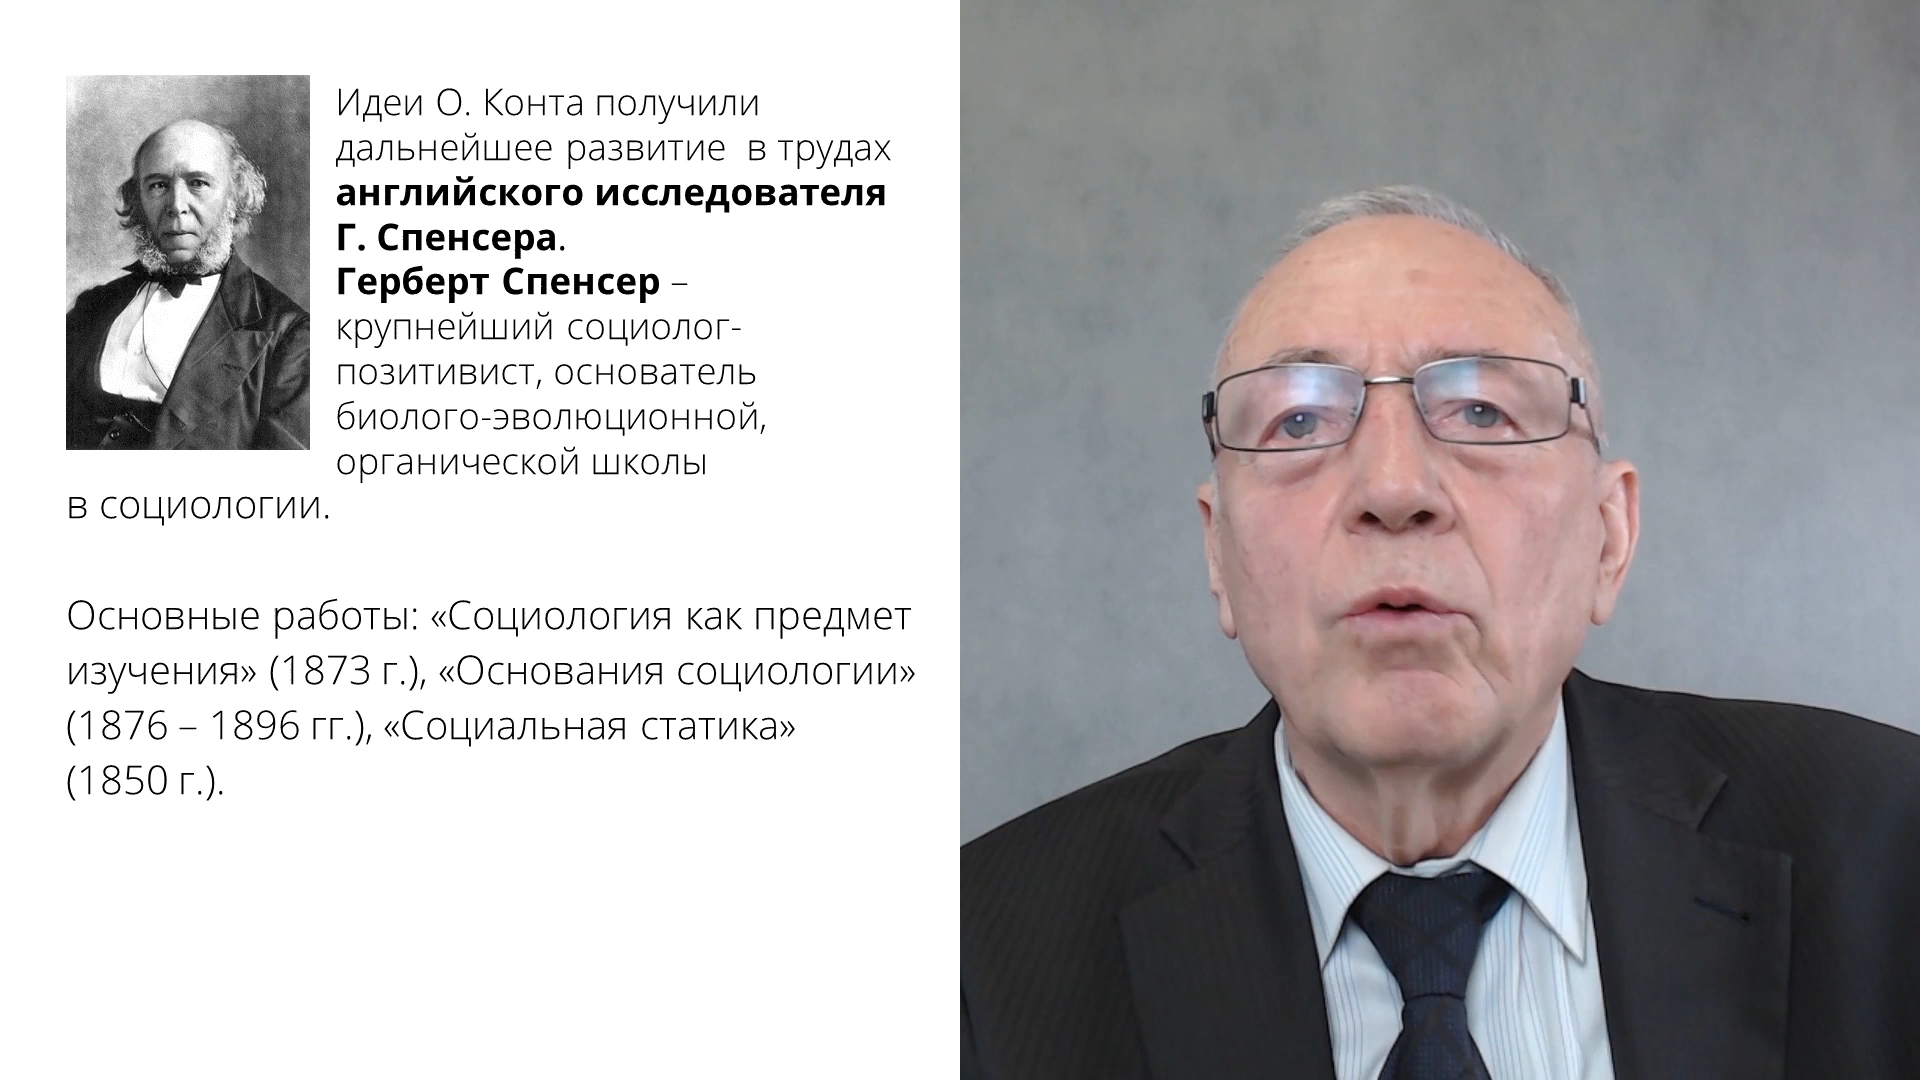 Идеи О. Конта получили
дальнейшее развитие в трудах
английского исследователя
Г. Спенсера.
Герберт Спенсер –
крупнейший социолог-
позитивист, основатель
биолого-эволюционной,
органической школы
в социологии.
Основные работы: «Социология как предмет
изучения» (1873 г.), «Основания социологии»
(1876 – 1896 гг.), «Социальная статика»
(1850 г.).